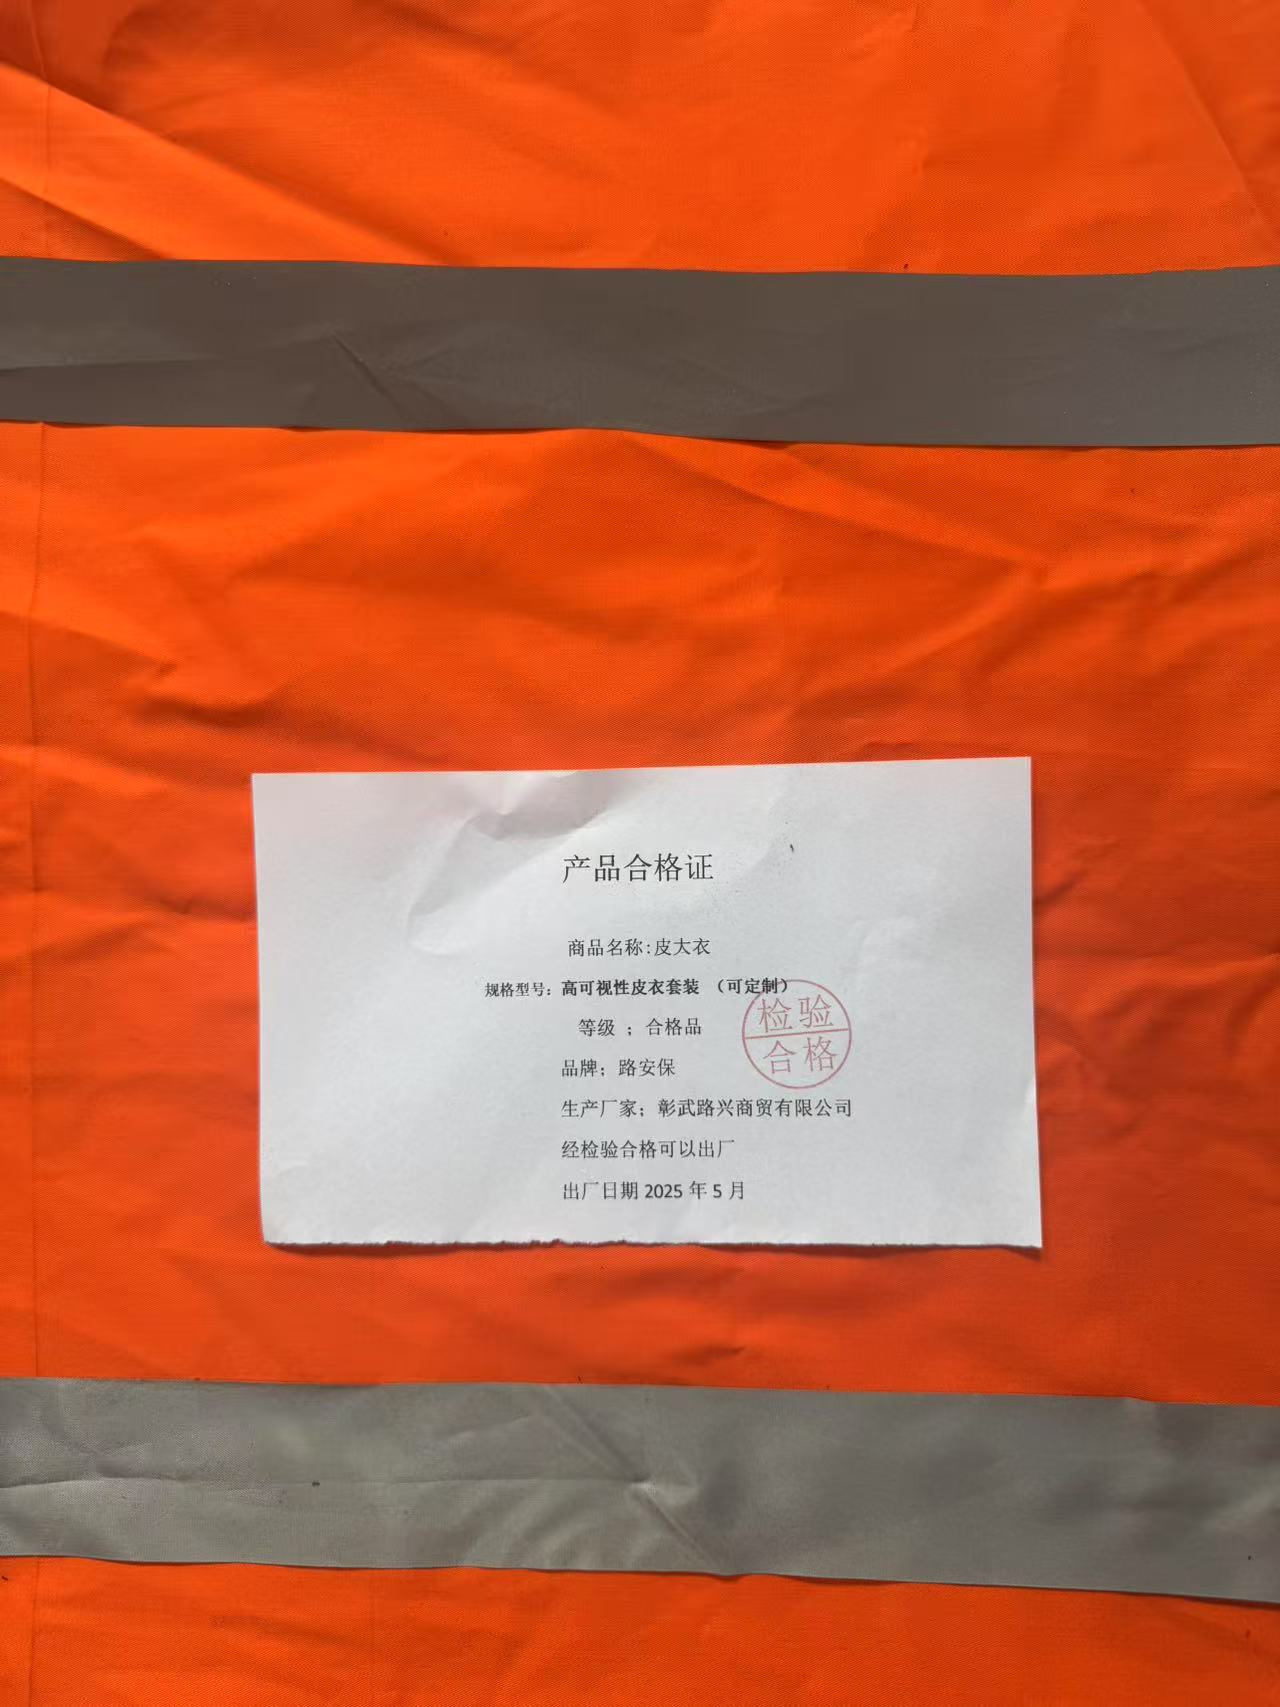 产品合格证
商品名称:皮大衣
规格型号：高可视性皮衣套装 （可定制）
检验
合格
等级 ；合格品
品牌；路安保
生产厂家；彰武路兴商贸有限公司
经检验合格可以出厂
出厂日期 2025 年 5 月